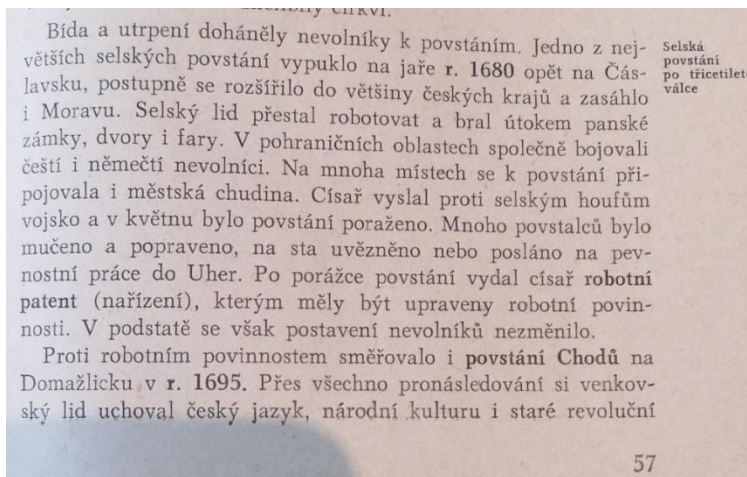 církví.
Bída a utrpení doháněly nevolníky k povstáním. Jedno z nej-
větších selských povstání vypuklo na jaře r. 1680 opět na Čás-
lavsku, postupně se rozšířilo do většiny českých krajů a zasáhlo
i Moravu. Selský lid přestal robotovat a bral útokem panské
zámky, dvory i fary. V pohraničních oblastech společně bojovali
čeští i němečtí nevolníci. Na mnoha místech se k povstání při-
pojovala i městská chudina. Císař vyslal proti selským houfům
vojsko a v květnu bylo povstání poraženo. Mnoho povstalců bylo
mučeno a popraveno, na sta uvězněno nebo posláno na pev-
nostní práce do Uher. Po porážce povstání vydal císař robotní
patent (nařízení), kterým měly být upraveny robotní povin-
nosti. V podstatě se však postavení nevolníků nezměnilo.
Proti robotním povinnostem směřovalo i povstání Chodů na
Domažlicku v r. 1695. Přes všechno pronásledování si venkov-
ský lid uchoval český jazyk, národní kulturu i staré revoluční
Selská
povstání
po třicetileté
válce
57